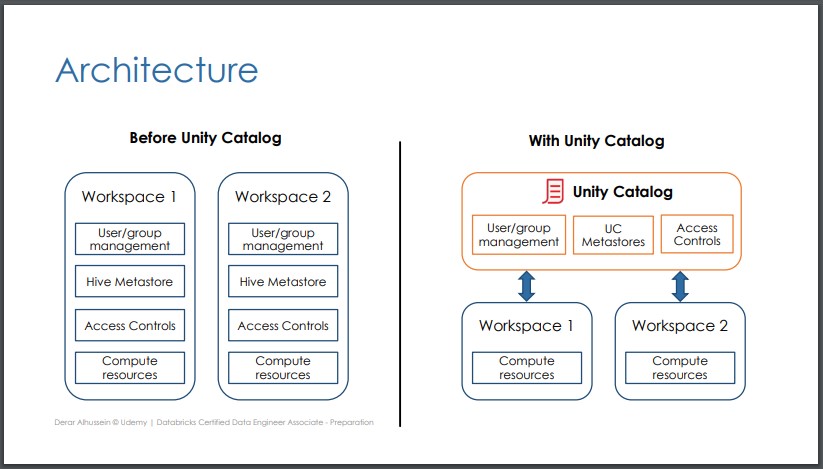 Architecture
Before Unity Catalog
Workspace 1
User/group
management
Hive Metastore
Access Controls
Compute
resources
Workspace 2
User/group
management
Hive Metastore
Access Controls
Compute
resources
With Unity Catalog
Unity Catalog
User/group
management
UC
Metastores
Access
Controls
Workspace 1
Compute
resources
Workspace 2
Compute
resources
Derar Alhussein © Udemy | Databricks Certified Data Engineer Associate - Preparation